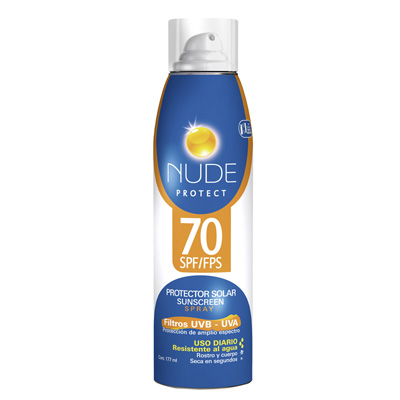 NUDE
PROTECT
70
SPF/FPS
PROTECTOR SOLAR
SUNSCREEN
SPRAY
Filtros UVB - UVA
Protección de amplio espectro
USO DIARIO
Resistente al agua
Rostro y cuerpo
Cont. 177 ml
Seca en segundos